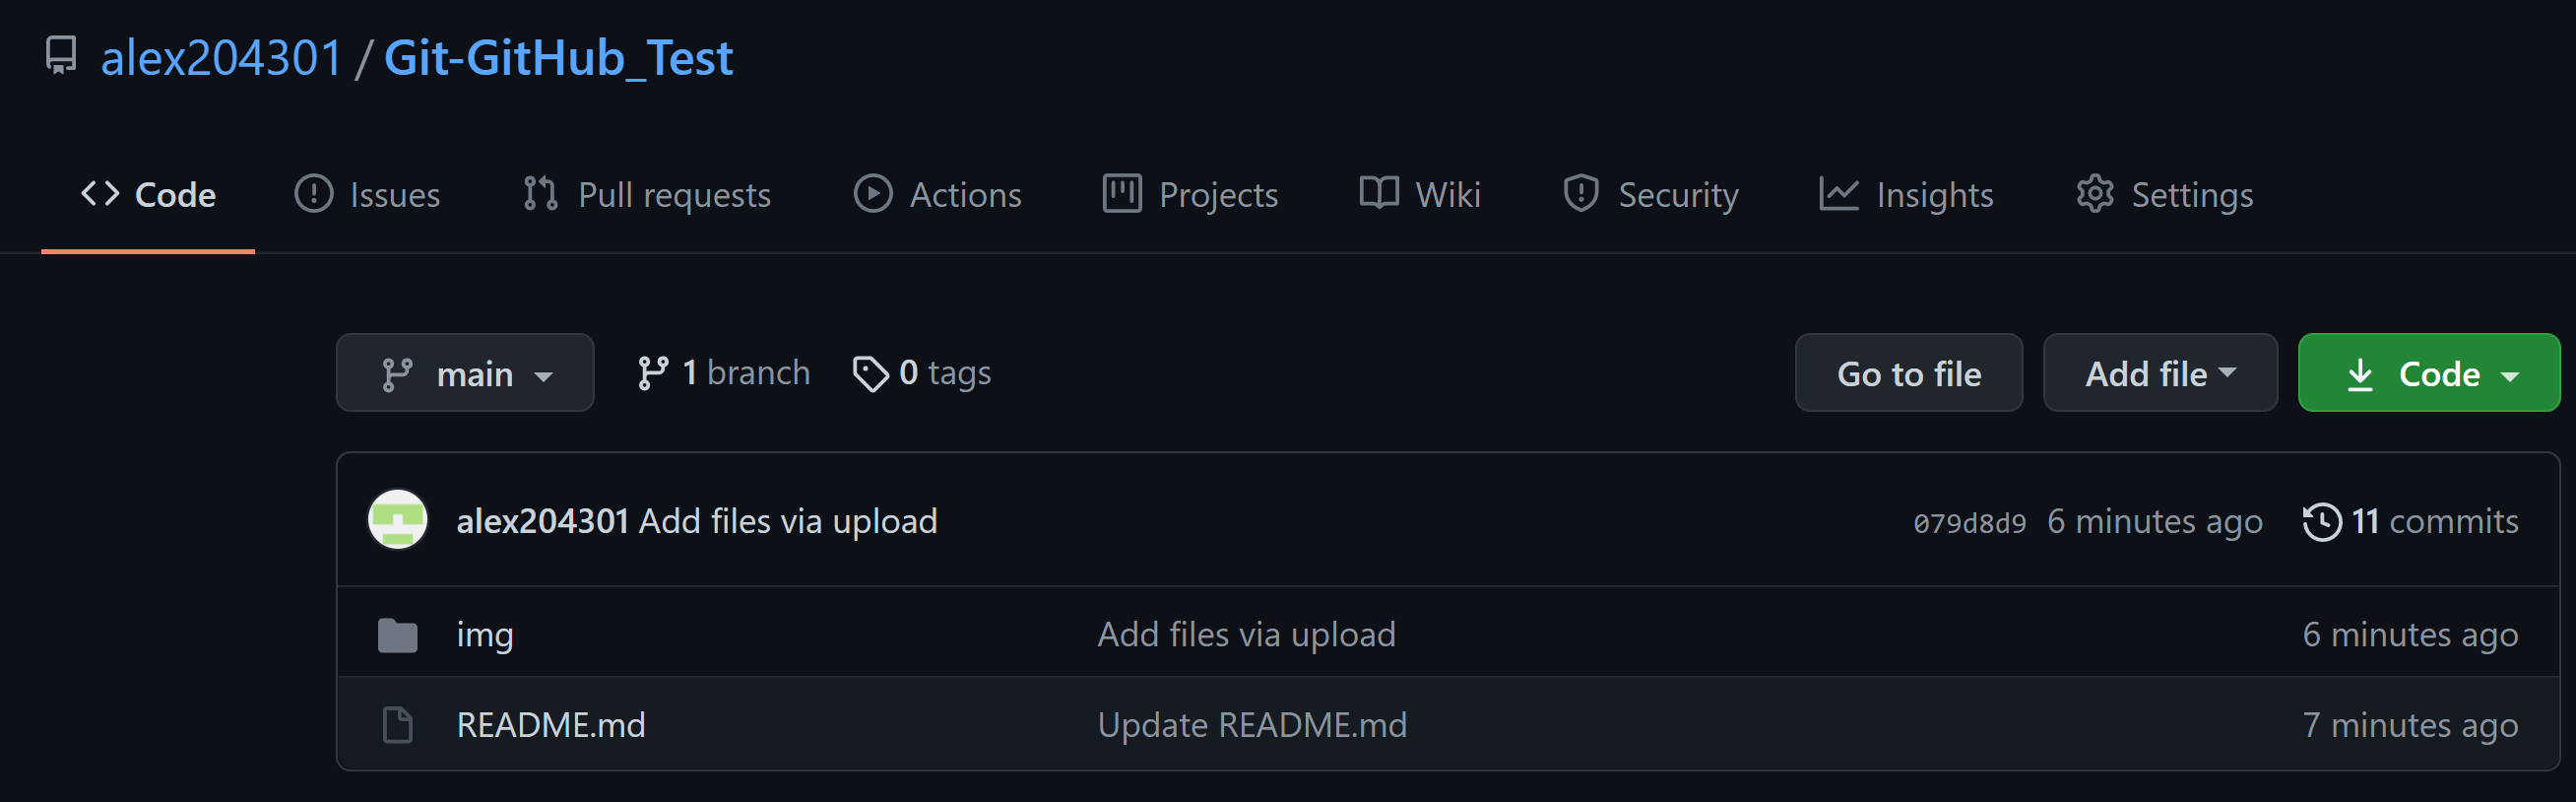 alex204301 / Git-GitHub_Test
Code Issues Pull requests Actions Projects Wiki Security Insights Settings
main 1 branch 0 tags Go to file Add file Code
alex204301 Add files via upload 079d8d9 6 minutes ago 11 commits
img Add files via upload 6 minutes ago
README.md Update README.md 7 minutes ago